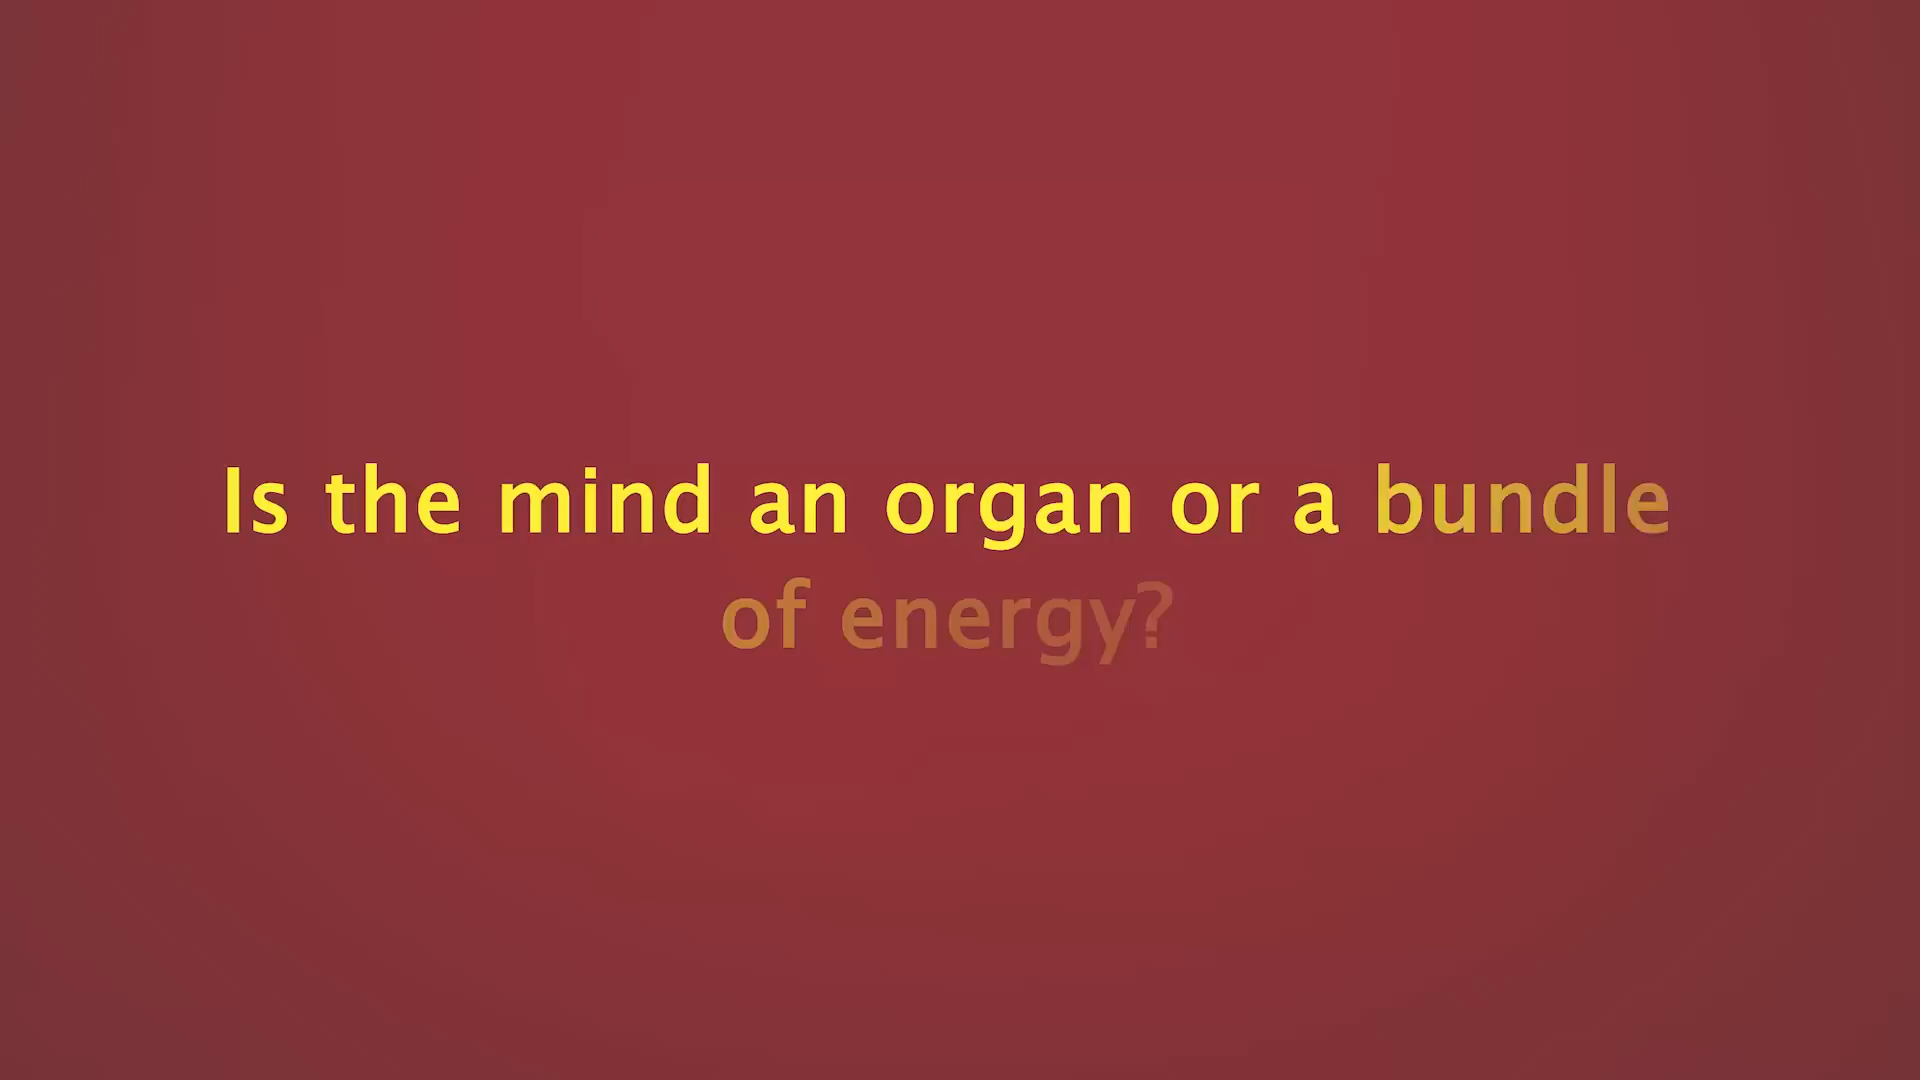 Is the mind an organ or a bundle
of energy?